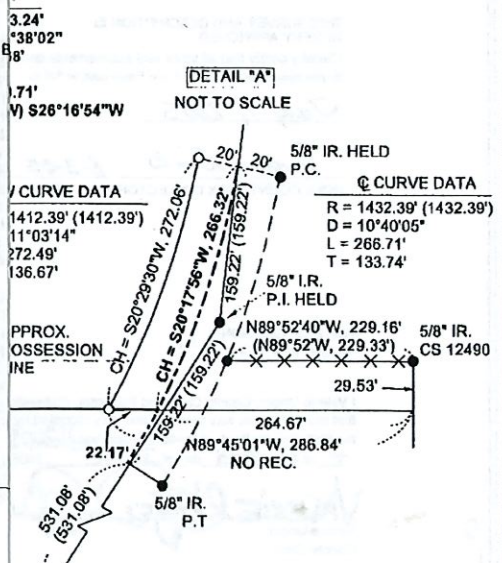 3.24'
°38'02"
8'
.71'
V) S26°16'54"W
DETAIL "A"
NOT TO SCALE
20' 20'
5/8" IR. HELD
P.C.
/ CURVE DATA
1412.39' (1412.39')
11°03'14"
272.49'
136.67'
℄ CURVE DATA
R = 1432.39' (1432.39')
D = 10°40'05"
L = 266.71'
T = 133.74'
CH = S20°29'30"W, 272.06'
CH = S20°17'56"W, 266.32'
159.22' (159.22')
5/8" I.R.
P.I. HELD
PPROX.
OSSESSION
INE
N89°52'40"W, 229.16'
(N89°52'W, 229.33')
5/8" IR.
CS 12490
29.53'
159.22' (159.22')
264.67'
22.17'
N89°45'01"W, 286.84'
NO REC.
5/8" IR.
P.T
531.08'
(531.08')